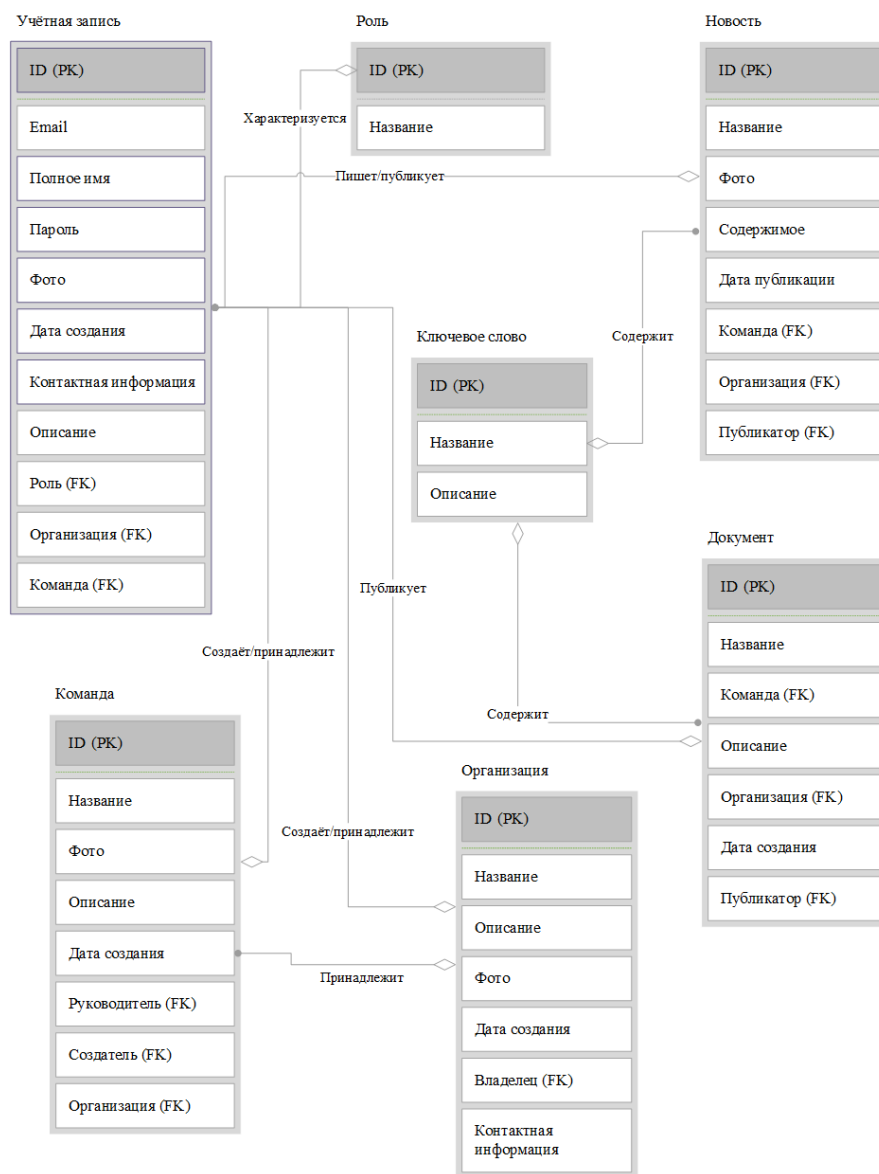 Учётная запись
ID (PK)
Email
Полное имя
Пароль
Фото
Дата создания
Контактная информация
Описание
Роль (FK)
Организация (FK)
Команда (FK)
Роль
ID (PK)
Название
Новость
ID (PK)
Название
Фото
Содержимое
Дата публикации
Команда (FK)
Организация (FK)
Публикатор (FK)
Характеризуется
Пишет/публикует
Ключевое слово
ID (PK)
Название
Описание
Содержит
Документ
ID (PK)
Название
Команда (FK)
Описание
Организация (FK)
Дата создания
Публикатор (FK)
Публикует
Создаёт/принадлежит
Содержит
Команда
ID (PK)
Название
Фото
Описание
Дата создания
Руководитель (FK)
Создатель (FK)
Организация (FK)
Создаёт/принадлежит
Принадлежит
Организация
ID (PK)
Название
Описание
Фото
Дата создания
Владелец (FK)
Контактная
информация